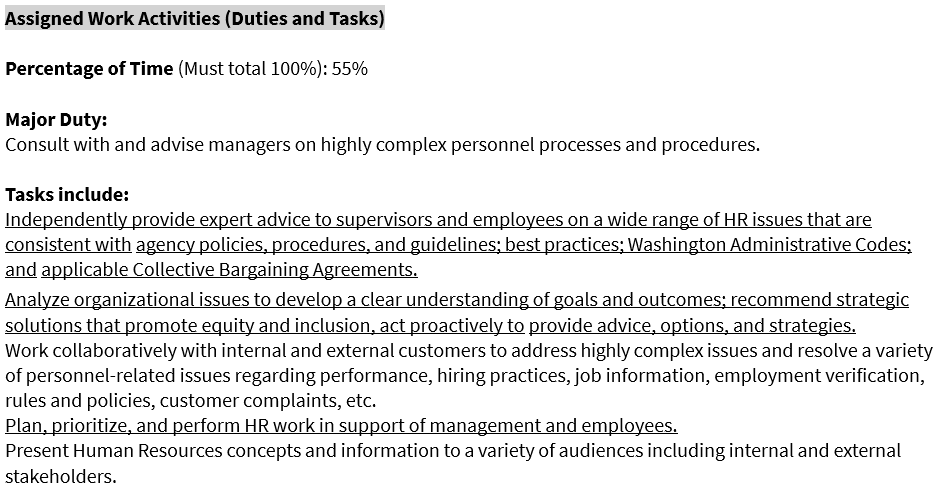 Assigned Work Activities (Duties and Tasks)
Percentage of Time (Must total 100%): 55%
Major Duty:
Consult with and advise managers on highly complex personnel processes and procedures.
Tasks include:
Independently provide expert advice to supervisors and employees on a wide range of HR issues that are
consistent with agency policies, procedures, and guidelines; best practices; Washington Administrative Codes;
and applicable Collective Bargaining Agreements.
Analyze organizational issues to develop a clear understanding of goals and outcomes; recommend strategic
solutions that promote equity and inclusion, act proactively to provide advice, options, and strategies.
Work collaboratively with internal and external customers to address highly complex issues and resolve a variety
of personnel-related issues regarding performance, hiring practices, job information, employment verification,
rules and policies, customer complaints, etc.
Plan, prioritize, and perform HR work in support of management and employees.
Present Human Resources concepts and information to a variety of audiences including internal and external
stakeholders.